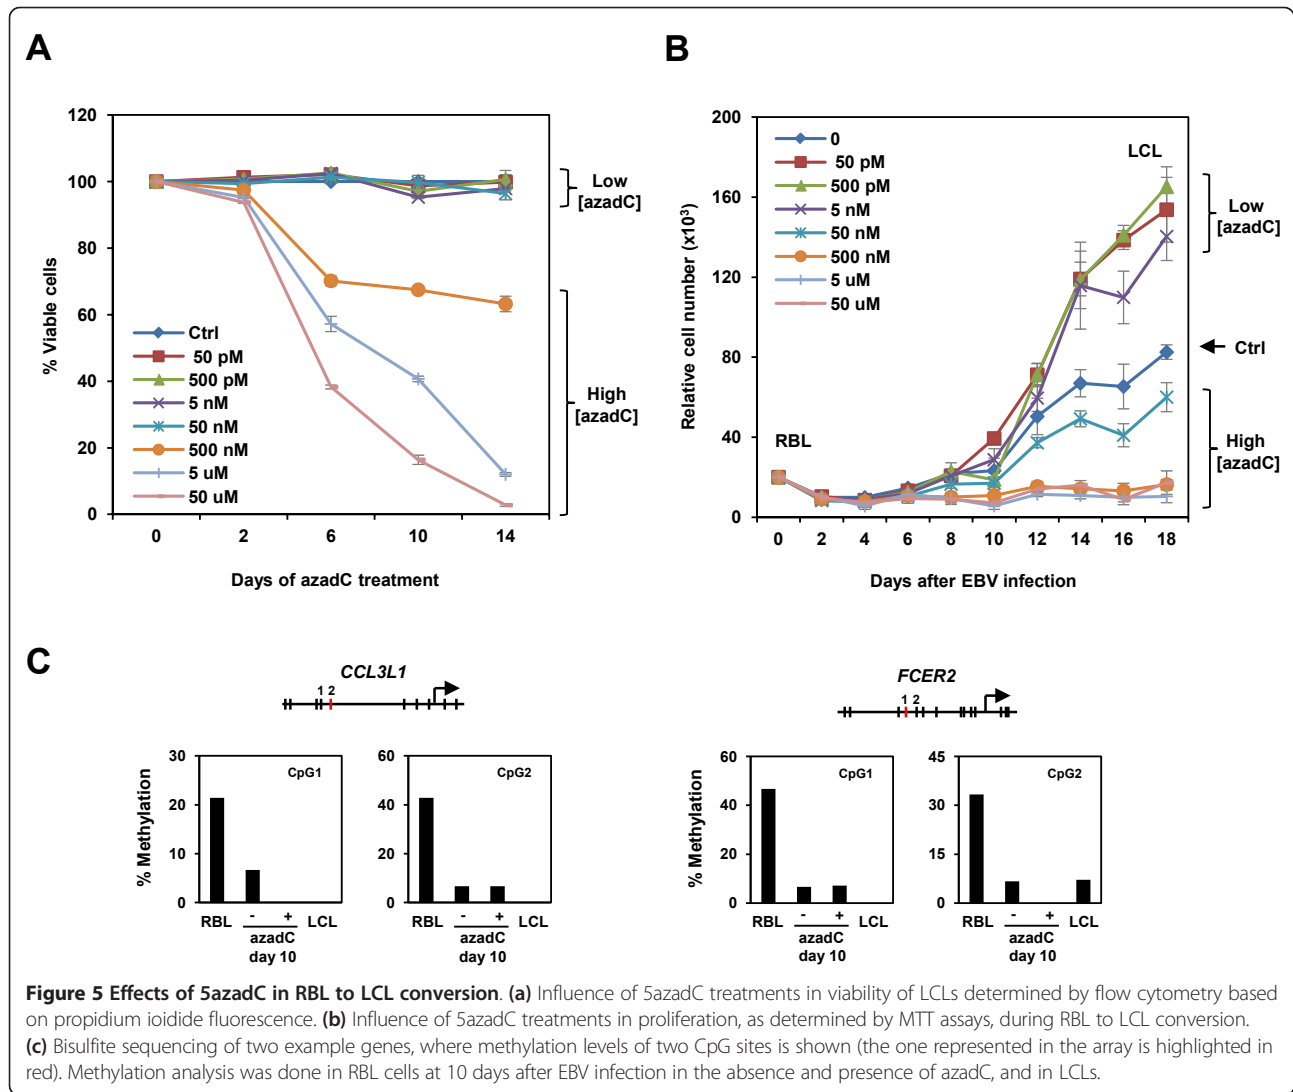 A
120
100
80
60
40
20
0
% Viable cells
Ctrl
50 pM
500 pM
5 nM
50 nM
500 nM
5 uM
50 uM
0 2 6 10 14
Days of azadC treatment
Low
[azadC]
High
[azadC]
B
200
160
120
80
40
0
Relative cell number (x10³)
0
50 pM
500 pM
5 nM
50 nM
500 nM
5 uM
50 uM
RBL
LCL
0 2 4 6 8 10 12 14 16 18
Days after EBV infection
Low
[azadC]
Ctrl
High
[azadC]
C
CCL3L1
1 2
% Methylation
30
20
10
0
CpG1
RBL - + LCL
azadC
day 10
60
40
20
0
CpG2
RBL - + LCL
azadC
day 10
FCER2
1 2
% Methylation
60
40
20
0
CpG1
RBL - + LCL
azadC
day 10
45
30
15
0
CpG2
RBL - + LCL
azadC
day 10
Figure 5 Effects of 5azadC in RBL to LCL conversion. (a) Influence of 5azadC treatments in viability of LCLs determined by flow cytometry based
on propidium ioidide fluorescence. (b) Influence of 5azadC treatments in proliferation, as determined by MTT assays, during RBL to LCL conversion.
(c) Bisulfite sequencing of two example genes, where methylation levels of two CpG sites is shown (the one represented in the array is highlighted in
red). Methylation analysis was done in RBL cells at 10 days after EBV infection in the absence and presence of azadC, and in LCLs.